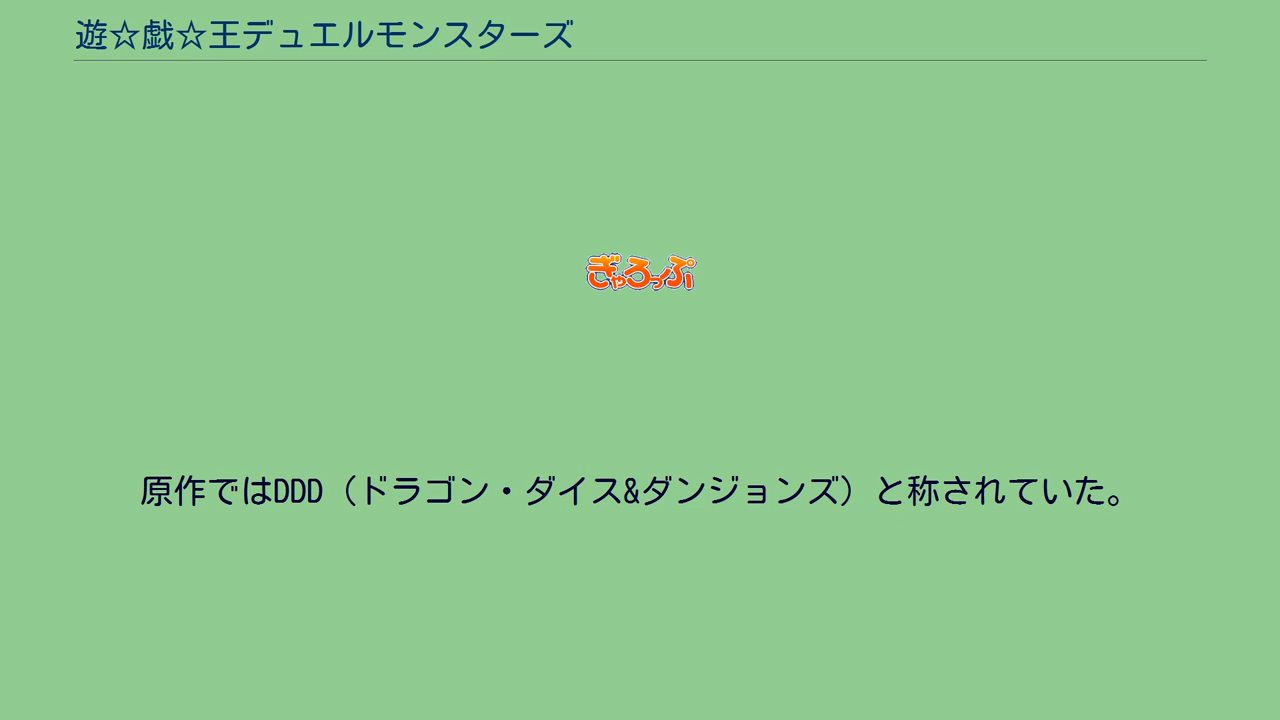 遊☆戯☆王デュエルモンスターズ
ぎゃろっぷ
原作ではDDD（ドラゴン・ダイス&ダンジョンズ）と称されていた。